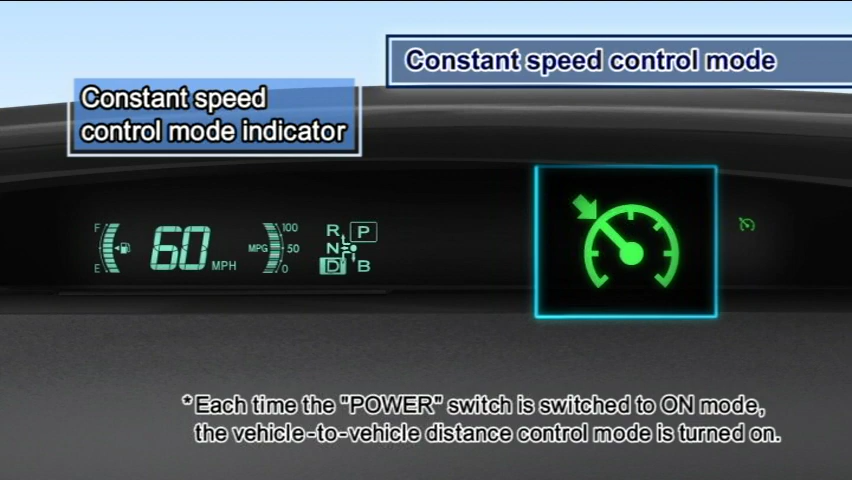 Constant speed control mode
Constant speed
control mode indicator
F
E
60 MPH
MPG
100
50
0
R P
N
D B
* Each time the "POWER" switch is switched to ON mode,
the vehicle-to-vehicle distance control mode is turned on.